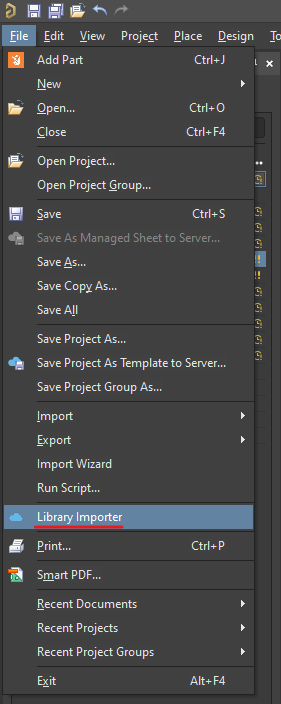 File Edit View Project Place Design To
Add Part Ctrl+J
New
Open... Ctrl+O
Close Ctrl+F4
Open Project...
Open Project Group...
Save Ctrl+S
Save As Managed Sheet to Server...
Save As...
Save Copy As...
Save All
Save Project As...
Save Project As Template to Server...
Save Project Group As...
Import
Export
Import Wizard
Run Script...
Library Importer
Print... Ctrl+P
Smart PDF...
Recent Documents
Recent Projects
Recent Project Groups
Exit Alt+F4